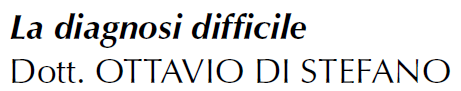 La diagnosi difficile
Dott. OTTAVIO DI STEFANO